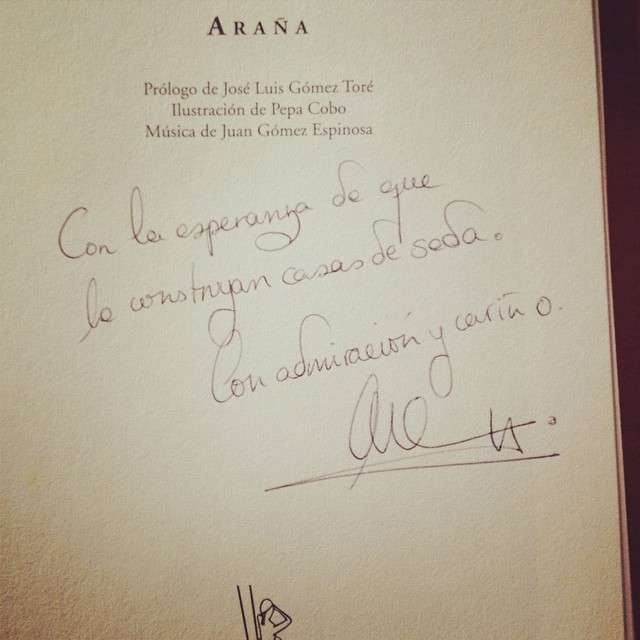 ARAÑA
Prólogo de José Luis Gómez Toré
Ilustración de Pepa Cobo
Música de Juan Gómez Espinosa
Con la esperanza de que
le construyan casas de seda.
Con admiración y cariño.